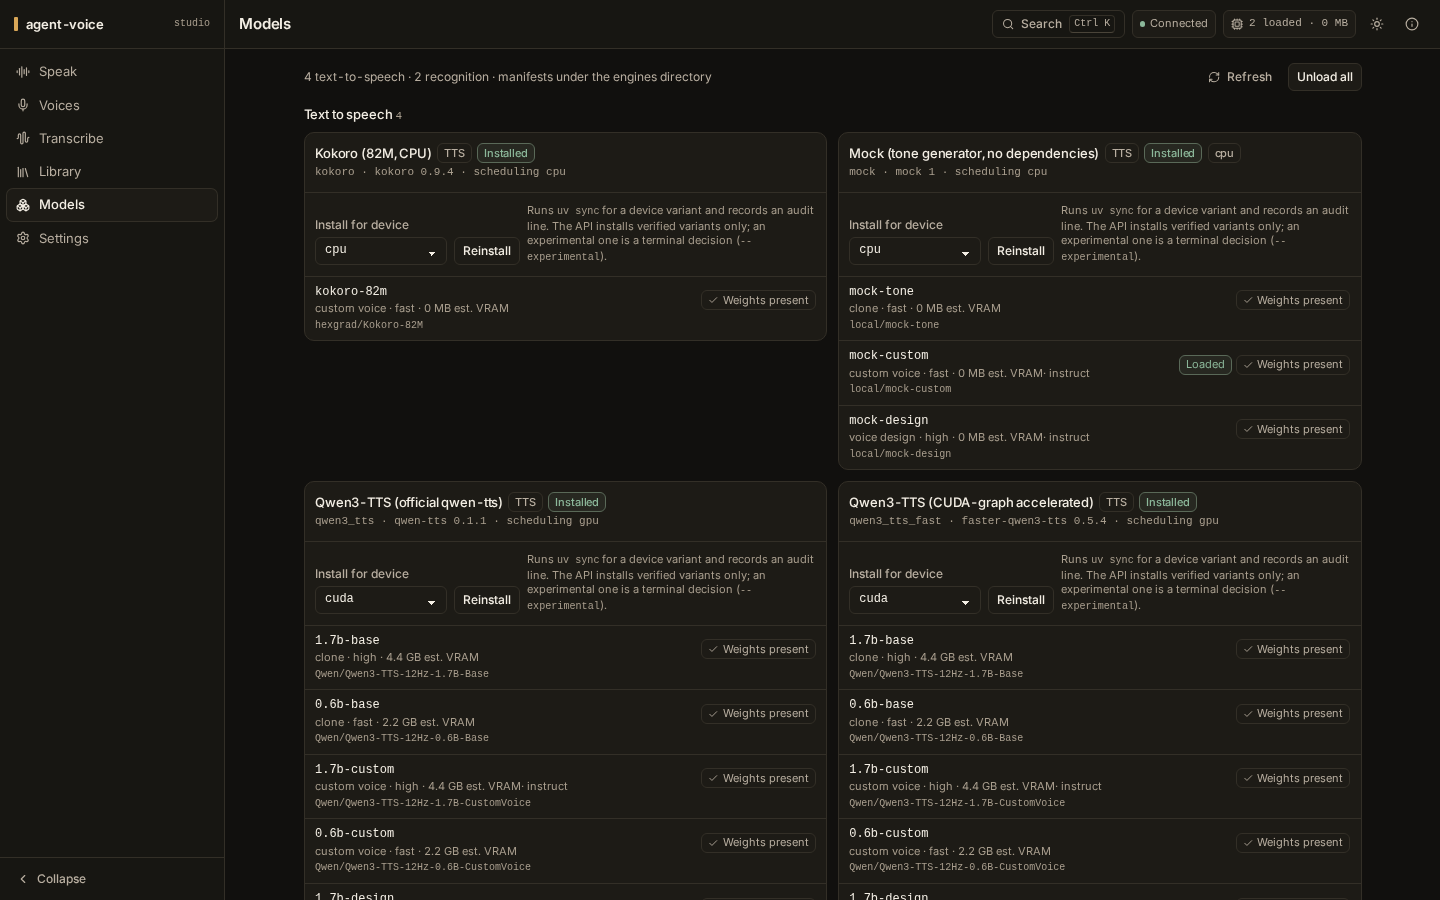 agent-voice
studio
Models
Search
Ctrl K
Connected
2 loaded · 0 MB
Speak
Voices
Transcribe
Library
Models
Settings
Collapse
4 text-to-speech · 2 recognition · manifests under the engines directory
Refresh
Unload all
Text to speech 4
Kokoro (82M, CPU) TTS Installed
kokoro · kokoro 0.9.4 · scheduling cpu
Install for device
cpu
Reinstall
Runs uv sync for a device variant and records an audit
line. The API installs verified variants only; an
experimental one is a terminal decision (--
experimental).
kokoro-82m
custom voice · fast · 0 MB est. VRAM
hexgrad/Kokoro-82M
Weights present
Mock (tone generator, no dependencies) TTS Installed cpu
mock · mock 1 · scheduling cpu
Install for device
cpu
Reinstall
Runs uv sync for a device variant and records an audit
line. The API installs verified variants only; an
experimental one is a terminal decision (--
experimental).
mock-tone
clone · fast · 0 MB est. VRAM
local/mock-tone
Weights present
mock-custom
custom voice · fast · 0 MB est. VRAM· instruct
local/mock-custom
Loaded
Weights present
mock-design
voice design · high · 0 MB est. VRAM· instruct
local/mock-design
Weights present
Qwen3-TTS (official qwen-tts) TTS Installed
qwen3_tts · qwen-tts 0.1.1 · scheduling gpu
Install for device
cuda
Reinstall
Runs uv sync for a device variant and records an audit
line. The API installs verified variants only; an
experimental one is a terminal decision (--
experimental).
1.7b-base
clone · high · 4.4 GB est. VRAM
Qwen/Qwen3-TTS-12Hz-1.7B-Base
Weights present
0.6b-base
clone · fast · 2.2 GB est. VRAM
Qwen/Qwen3-TTS-12Hz-0.6B-Base
Weights present
1.7b-custom
custom voice · high · 4.4 GB est. VRAM· instruct
Qwen/Qwen3-TTS-12Hz-1.7B-CustomVoice
Weights present
0.6b-custom
custom voice · fast · 2.2 GB est. VRAM
Qwen/Qwen3-TTS-12Hz-0.6B-CustomVoice
Weights present
1.7b-design
Qwen3-TTS (CUDA-graph accelerated) TTS Installed
qwen3_tts_fast · faster-qwen3-tts 0.5.4 · scheduling gpu
Install for device
cuda
Reinstall
Runs uv sync for a device variant and records an audit
line. The API installs verified variants only; an
experimental one is a terminal decision (--
experimental).
1.7b-base
clone · high · 4.4 GB est. VRAM
Qwen/Qwen3-TTS-12Hz-1.7B-Base
Weights present
0.6b-base
clone · fast · 2.2 GB est. VRAM
Qwen/Qwen3-TTS-12Hz-0.6B-Base
Weights present
1.7b-custom
custom voice · high · 4.4 GB est. VRAM· instruct
Qwen/Qwen3-TTS-12Hz-1.7B-CustomVoice
Weights present
0.6b-custom
custom voice · fast · 2.2 GB est. VRAM
Qwen/Qwen3-TTS-12Hz-0.6B-CustomVoice
Weights present
1.7b-design